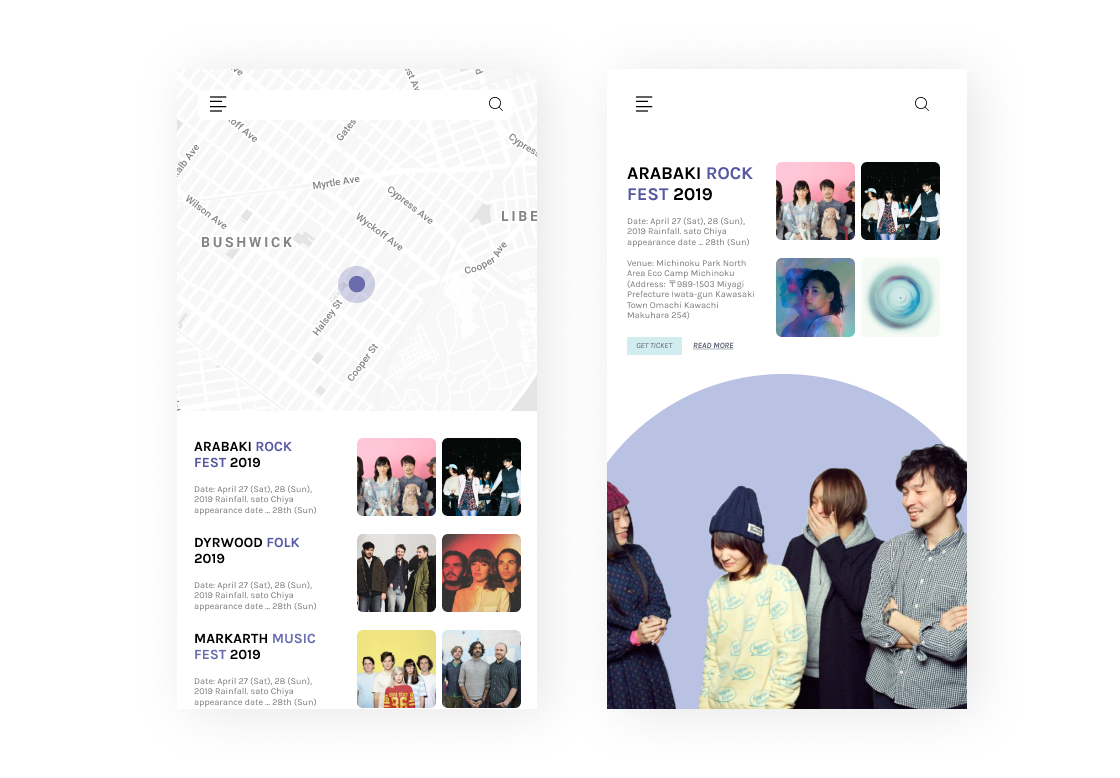 Myrtle Ave
Gates
Cypress Ave
Wilson Ave
Wyckoff Ave
LIBE
BUSHWICK
Cooper Ave
Halsey St
Cooper St
ARABAKI ROCK
FEST 2019
Date: April 27 (Sat), 28 (Sun),
2019 Rainfall. sato Chiya
appearance date ... 28th (Sun)
DYRWOOD FOLK
2019
Date: April 27 (Sat), 28 (Sun),
2019 Rainfall. sato Chiya
appearance date ... 28th (Sun)
MARKARTH MUSIC
FEST 2019
Date: April 27 (Sat), 28 (Sun),
2019 Rainfall. sato Chiya
appearance date ... 28th (Sun)
ARABAKI ROCK
FEST 2019
Date: April 27 (Sat), 28 (Sun),
2019 Rainfall. sato Chiya
appearance date ... 28th (Sun)
Venue: Michinoku Park North
Area Eco Camp Michinoku
(Address: 〒989-1503 Miyagi
Prefecture Iwata-gun Kawasaki
Town Omachi Kawachi
Makuhara 254)
GET TICKET
READ MORE